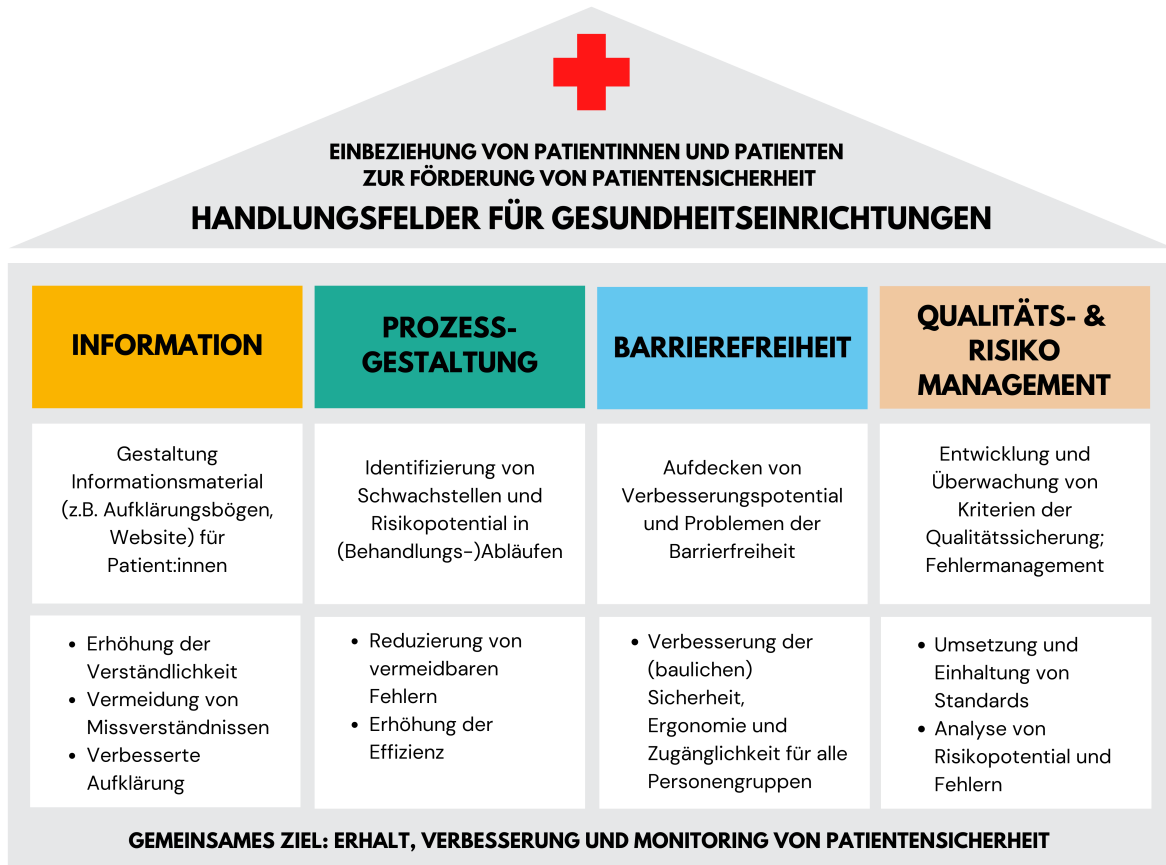 EINBEZIEHUNG VON PATIENTINNEN UND PATIENTEN
ZUR FÖRDERUNG VON PATIENTENSICHERHEIT
HANDLUNGSFELDER FÜR GESUNDHEITSEINRICHTUNGEN
INFORMATION
Gestaltung
Informationsmaterial
(z.B. Aufklärungsbögen,
Website) für
Patient:innen
• Erhöhung der
Verständlichkeit
• Vermeidung von
Missverständnissen
• Verbesserte
Aufklärung
PROZESS-
GESTALTUNG
Identifizierung von
Schwachstellen und
Risikopotential in
(Behandlungs-)Abläufen
• Reduzierung von
vermeidbaren
Fehlern
• Erhöhung der
Effizienz
BARRIEREFREIHEIT
Aufdecken von
Verbesserungspotential
und Problemen der
Barrierefreiheit
• Verbesserung der
(baulichen)
Sicherheit,
Ergonomie und
Zugänglichkeit für alle
Personengruppen
QUALITÄTS- &
RISIKO
MANAGEMENT
Entwicklung und
Überwachung von
Kriterien der
Qualitätssicherung;
Fehlermanagement
• Umsetzung und
Einhaltung von
Standards
• Analyse von
Risikopotential und
Fehlern
GEMEINSAMES ZIEL: ERHALT, VERBESSERUNG UND MONITORING VON PATIENTENSICHERHEIT